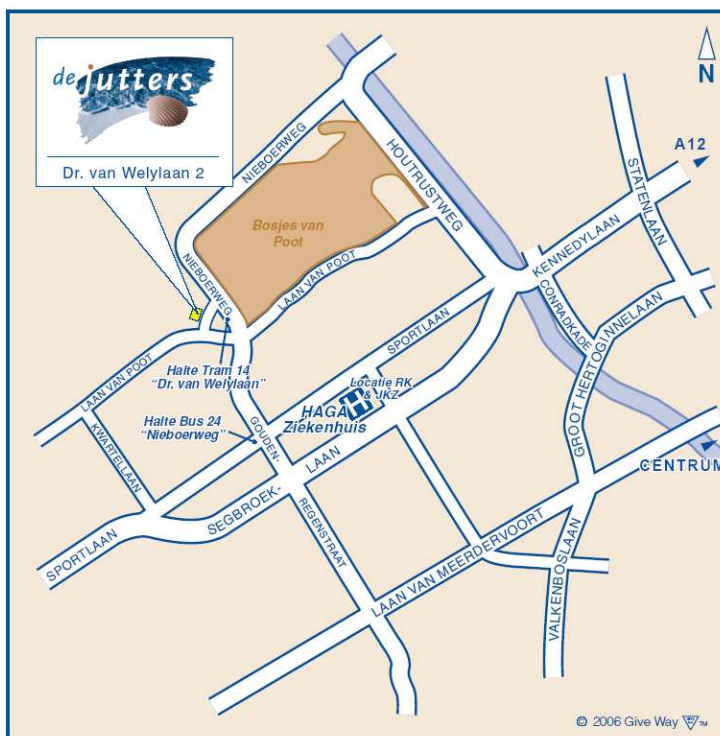 de jutters
Dr. van Welylaan 2
N
A12
NIEBOERWEG
HOUTRUSTWEG
STATENLAAN
KENNEDYLAAN
Bosjes van
Poot
NIEBOERWEG
LAAN VAN POOT
CONRADKADE
GROOT HERTOGINNELAAN
SPORTLAAN
LAAN VAN POOT
Halte Tram 14
“Dr. van Welylaan”
Locatie RK
& JKZ
H
HAGA
Ziekenhuis
Halte Bus 24
“Nieboerweg”
KWARTELLAAN
GOUDEN-
REGENSTRAAT
SEGBROEK-
LAAN
CENTRUM
SPORTLAAN
LAAN VAN MEERDERVOORT
VALKENBOSLAAN
© 2006 Give Way TM